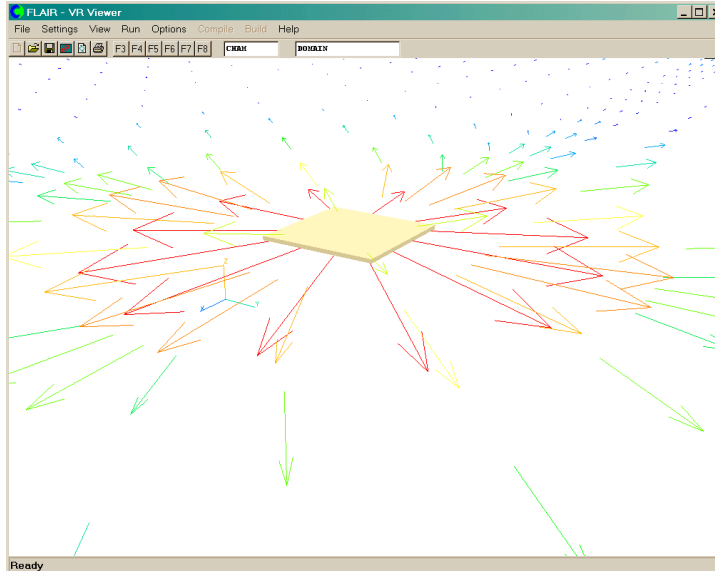 FLAIR - VR Viewer
File Settings View Run Options Compile Build Help
F3 F4 F5 F6 F7 F8 CHAM DOMAIN
Z
X Y
Ready